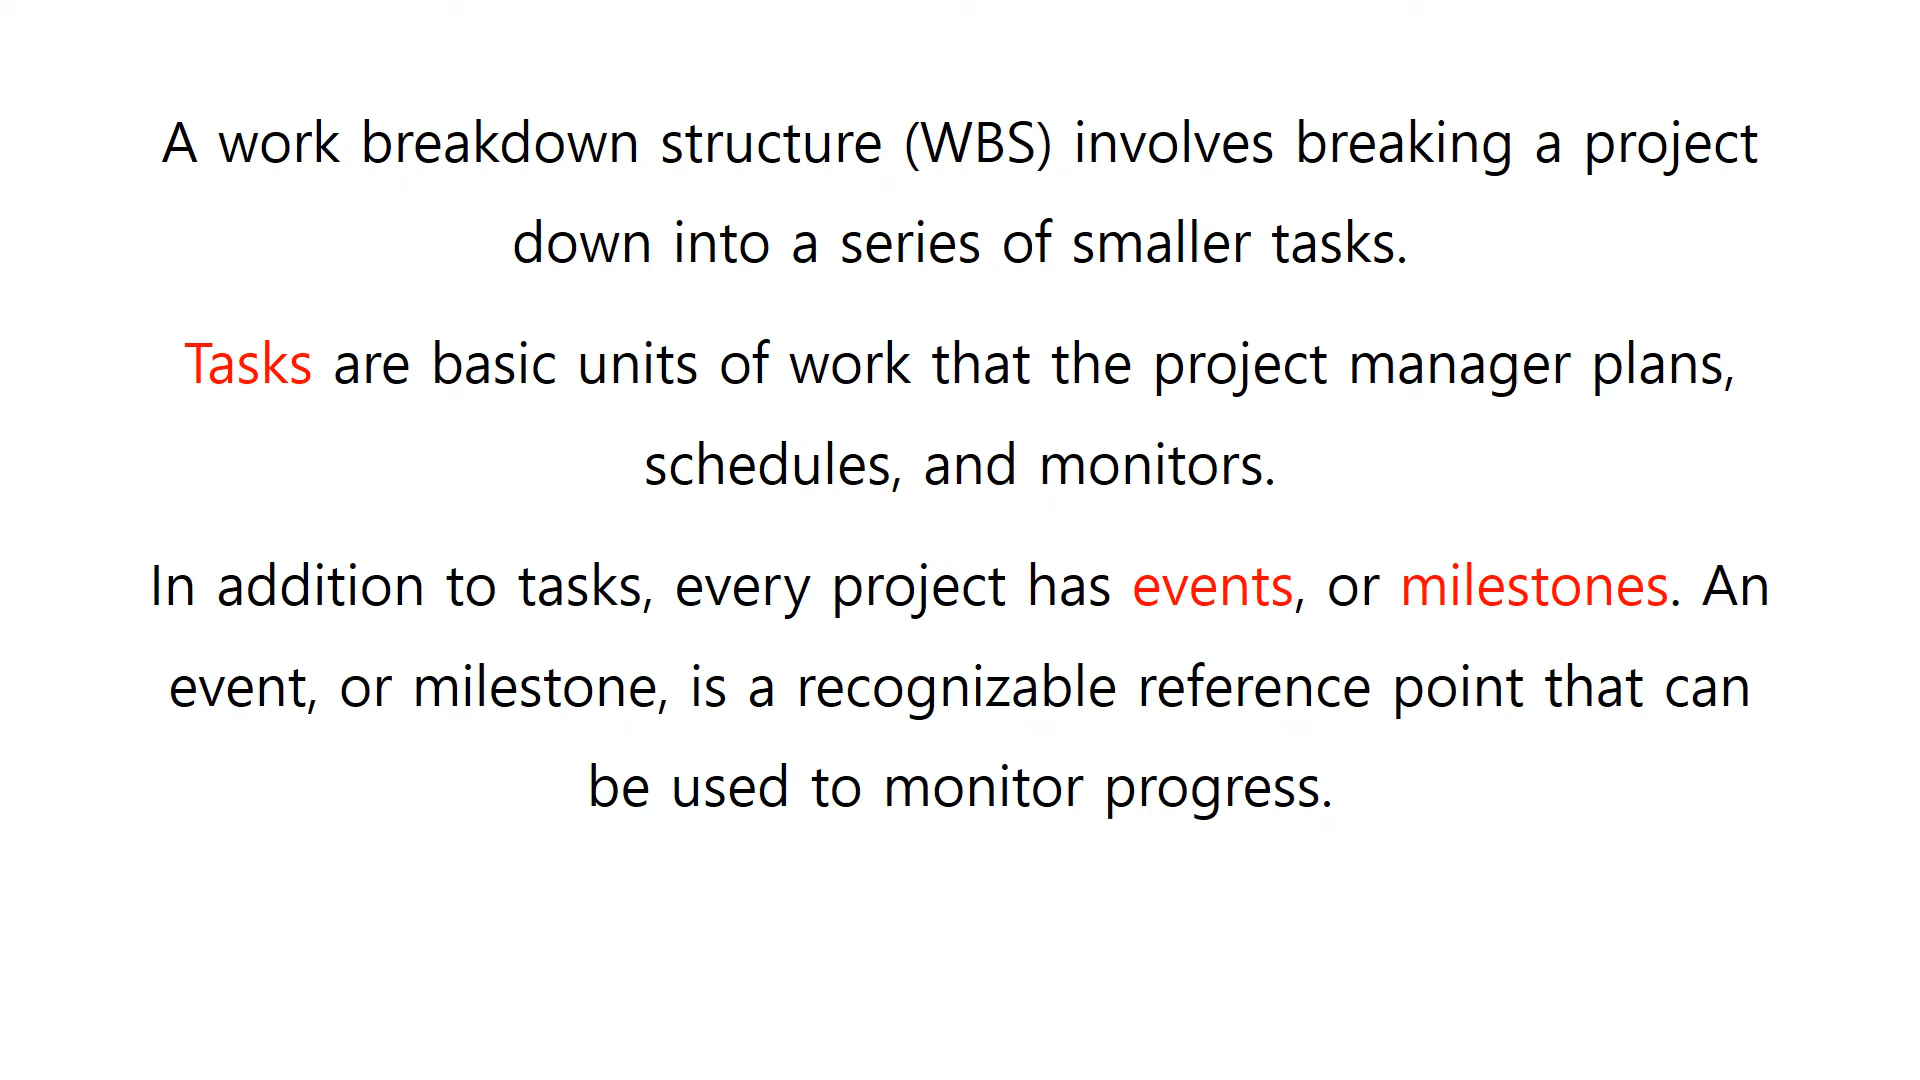 A work breakdown structure (WBS) involves breaking a project
down into a series of smaller tasks.
Tasks are basic units of work that the project manager plans,
schedules, and monitors.
In addition to tasks, every project has events, or milestones. An
event, or milestone, is a recognizable reference point that can
be used to monitor progress.